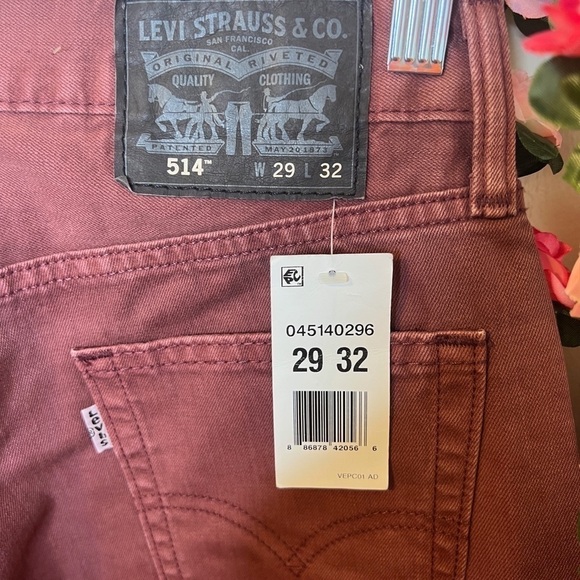 LEVI STRAUSS & CO.
SAN FRANCISCO
CAL.
ORIGINAL RIVETED
QUALITY CLOTHING
PATENTED MAY 20 1873
514™ W 29 L 32
045140296
29 32
8 86878 42056 6
VEPC01 AD
Levi's
®